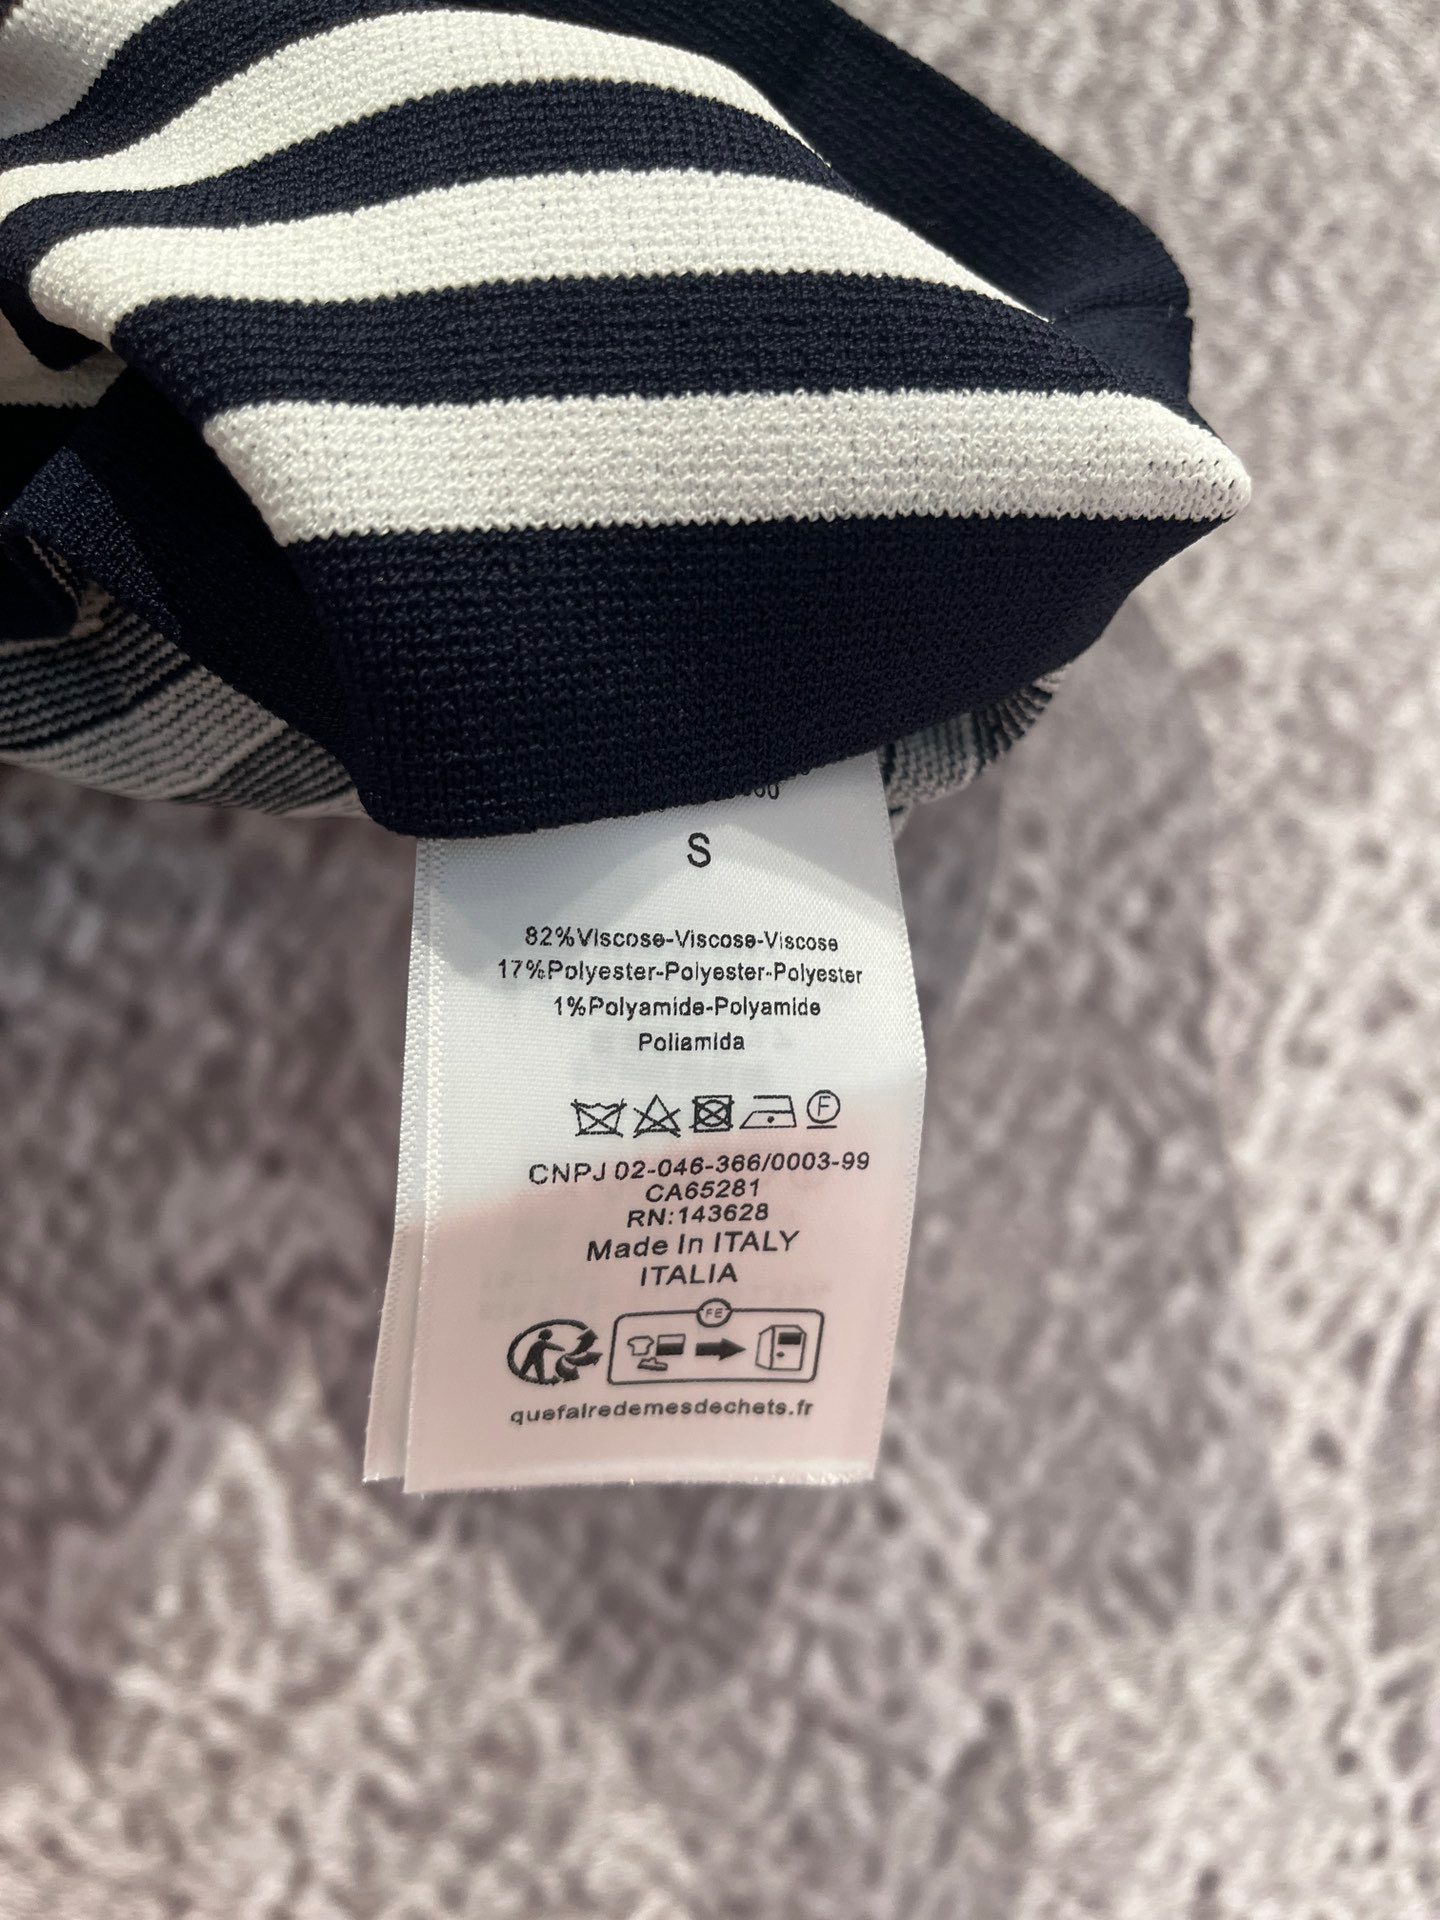 S
82%Viscose-Viscose-Viscose
17%Polyester-Polyester-Polyester
1%Polyamide-Polyamide
Poliamida
F
CNPJ 02-046-366/0003-99
CA65281
RN:143628
Made In ITALY
ITALIA
FE
quefairedemesdechets.fr